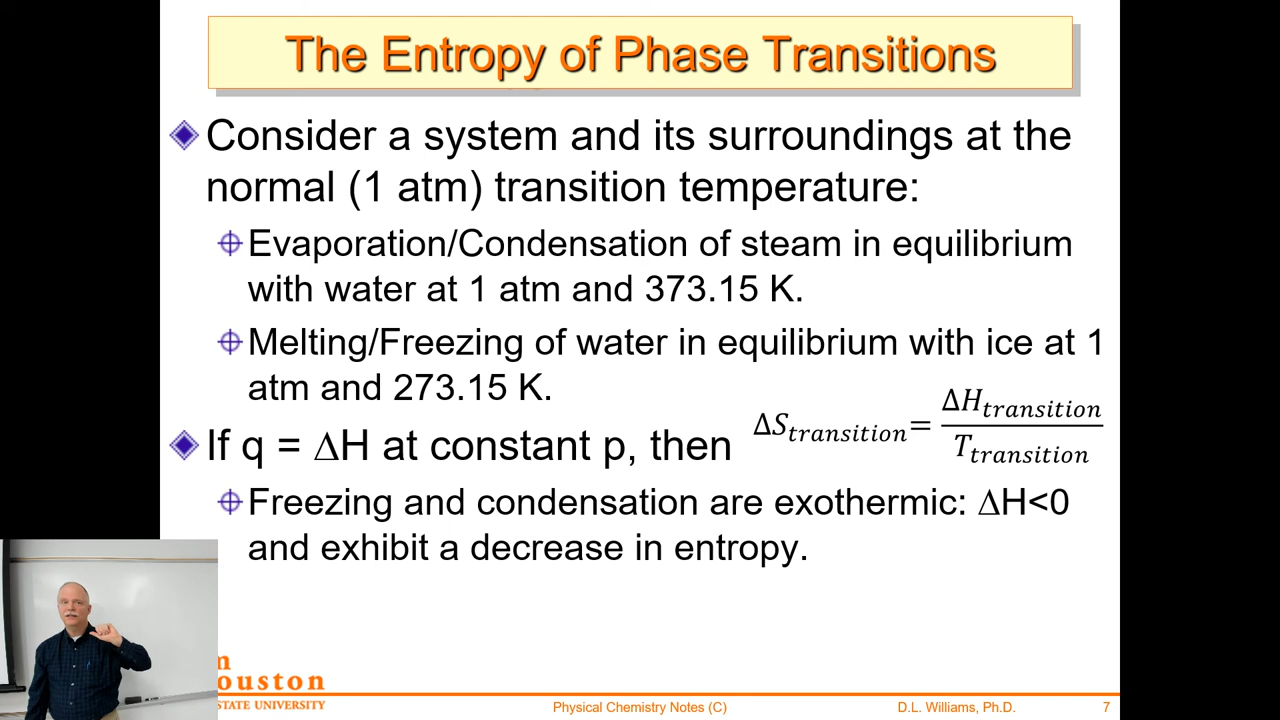 The Entropy of Phase Transitions
Consider a system and its surroundings at the
normal (1 atm) transition temperature:
Evaporation/Condensation of steam in equilibrium
with water at 1 atm and 373.15 K.
Melting/Freezing of water in equilibrium with ice at 1
atm and 273.15 K.
If q = ΔH at constant p, then ΔS_transition = ΔH_transition / T_transition
Freezing and condensation are exothermic: ΔH<0
and exhibit a decrease in entropy.
ouston
STATE UNIVERSITY
Physical Chemistry Notes (C)
D.L. Williams, Ph.D.
7